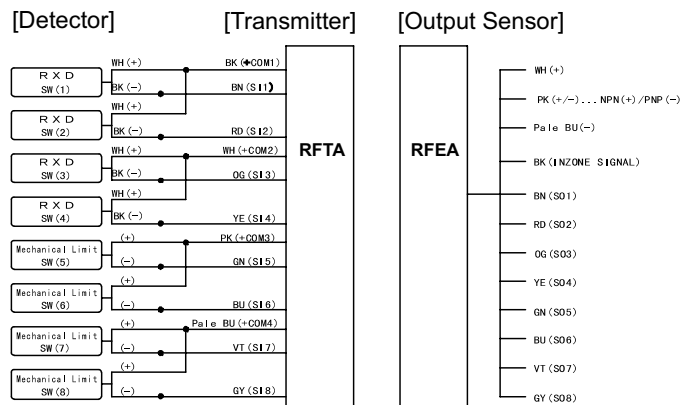 [Detector] [Transmitter] [Output Sensor]
WH (+) BK (+COM1)
RXD
SW (1)
BK (−) BN (SI1)
WH (+)
RXD
SW (2)
BK (−) RD (SI2)
WH (+) WH (+COM2)
RXD
SW (3)
BK (−) OG (SI3)
WH (+)
RXD
SW (4)
BK (−) YE (SI4)
(+) PK (+COM3)
Mechanical Limit
SW (5)
(−) GN (SI5)
(+)
Mechanical Limit
SW (6)
(−) BU (SI6)
(+) Pale BU (+COM4)
Mechanical Limit
SW (7)
(−) VT (SI7)
(+)
Mechanical Limit
SW (8)
(−) GY (SI8)
RFTA
RFEA
WH (+)
PK (+/−)...NPN(+)/PNP(−)
Pale BU(−)
BK (INZONE SIGNAL)
BN (SO1)
RD (SO2)
OG (SO3)
YE (SO4)
GN (SO5)
BU (SO6)
VT (SO7)
GY (SO8)